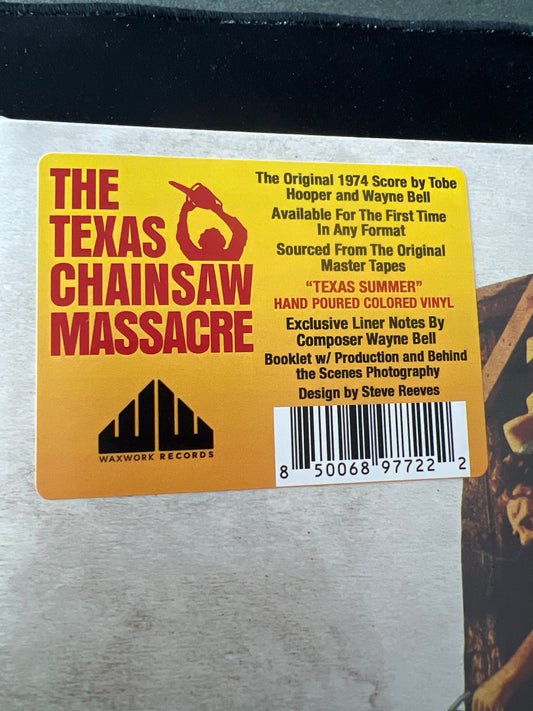 THE
TEXAS
CHAINSAW
MASSACRE
WAXWORK RECORDS
The Original 1974 Score by Tobe
Hooper and Wayne Bell
Available For The First Time
In Any Format
Sourced From The Original
Master Tapes
“TEXAS SUMMER”
HAND POURED COLORED VINYL
Exclusive Liner Notes By
Composer Wayne Bell
Booklet w/ Production and Behind
the Scenes Photography
Design by Steve Reeves
8 50068 97722 2